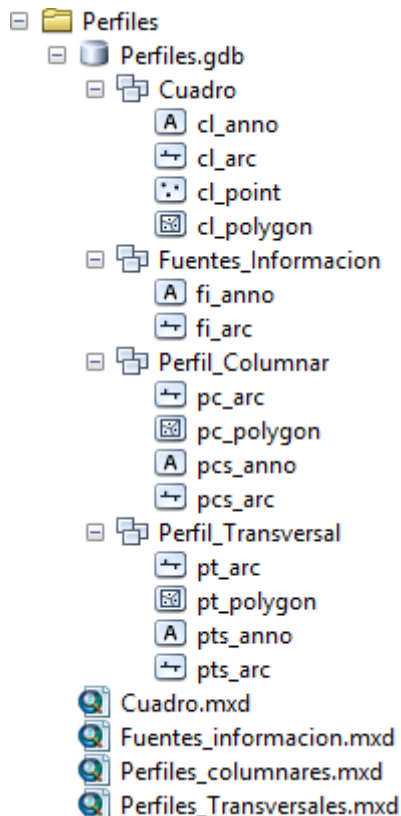 Perfiles
Perfiles.gdb
Cuadro
A cl_anno
cl_arc
cl_point
cl_polygon
Fuentes_Informacion
A fi_anno
fi_arc
Perfil_Columnar
pc_arc
pc_polygon
A pcs_anno
pcs_arc
Perfil_Transversal
pt_arc
pt_polygon
A pts_anno
pts_arc
Cuadro.mxd
Fuentes_informacion.mxd
Perfiles_columnares.mxd
Perfiles_Transversales.mxd